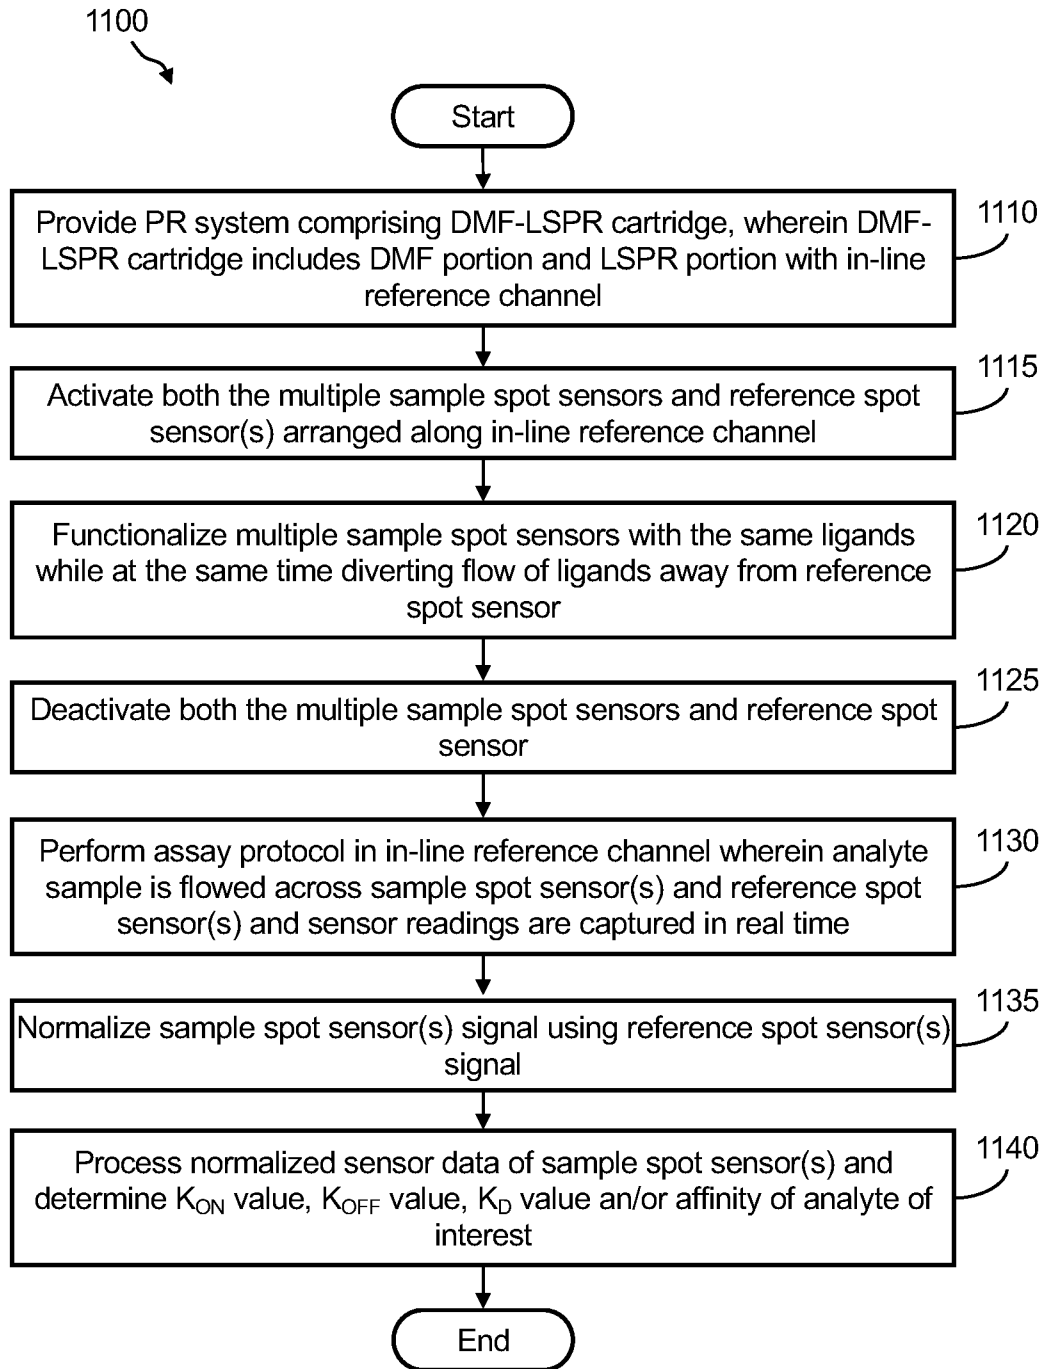 1100
Start
Provide PR system comprising DMF-LSPR cartridge, wherein DMF-
LSPR cartridge includes DMF portion and LSPR portion with in-line
reference channel
1110
Activate both the multiple sample spot sensors and reference spot
sensor(s) arranged along in-line reference channel
1115
Functionalize multiple sample spot sensors with the same ligands
while at the same time diverting flow of ligands away from reference
spot sensor
1120
Deactivate both the multiple sample spot sensors and reference spot
sensor
1125
Perform assay protocol in in-line reference channel wherein analyte
sample is flowed across sample spot sensor(s) and reference spot
sensor(s) and sensor readings are captured in real time
1130
Normalize sample spot sensor(s) signal using reference spot sensor(s)
signal
1135
Process normalized sensor data of sample spot sensor(s) and
determine KON value, KOFF value, KD value an/or affinity of analyte of
interest
1140
End